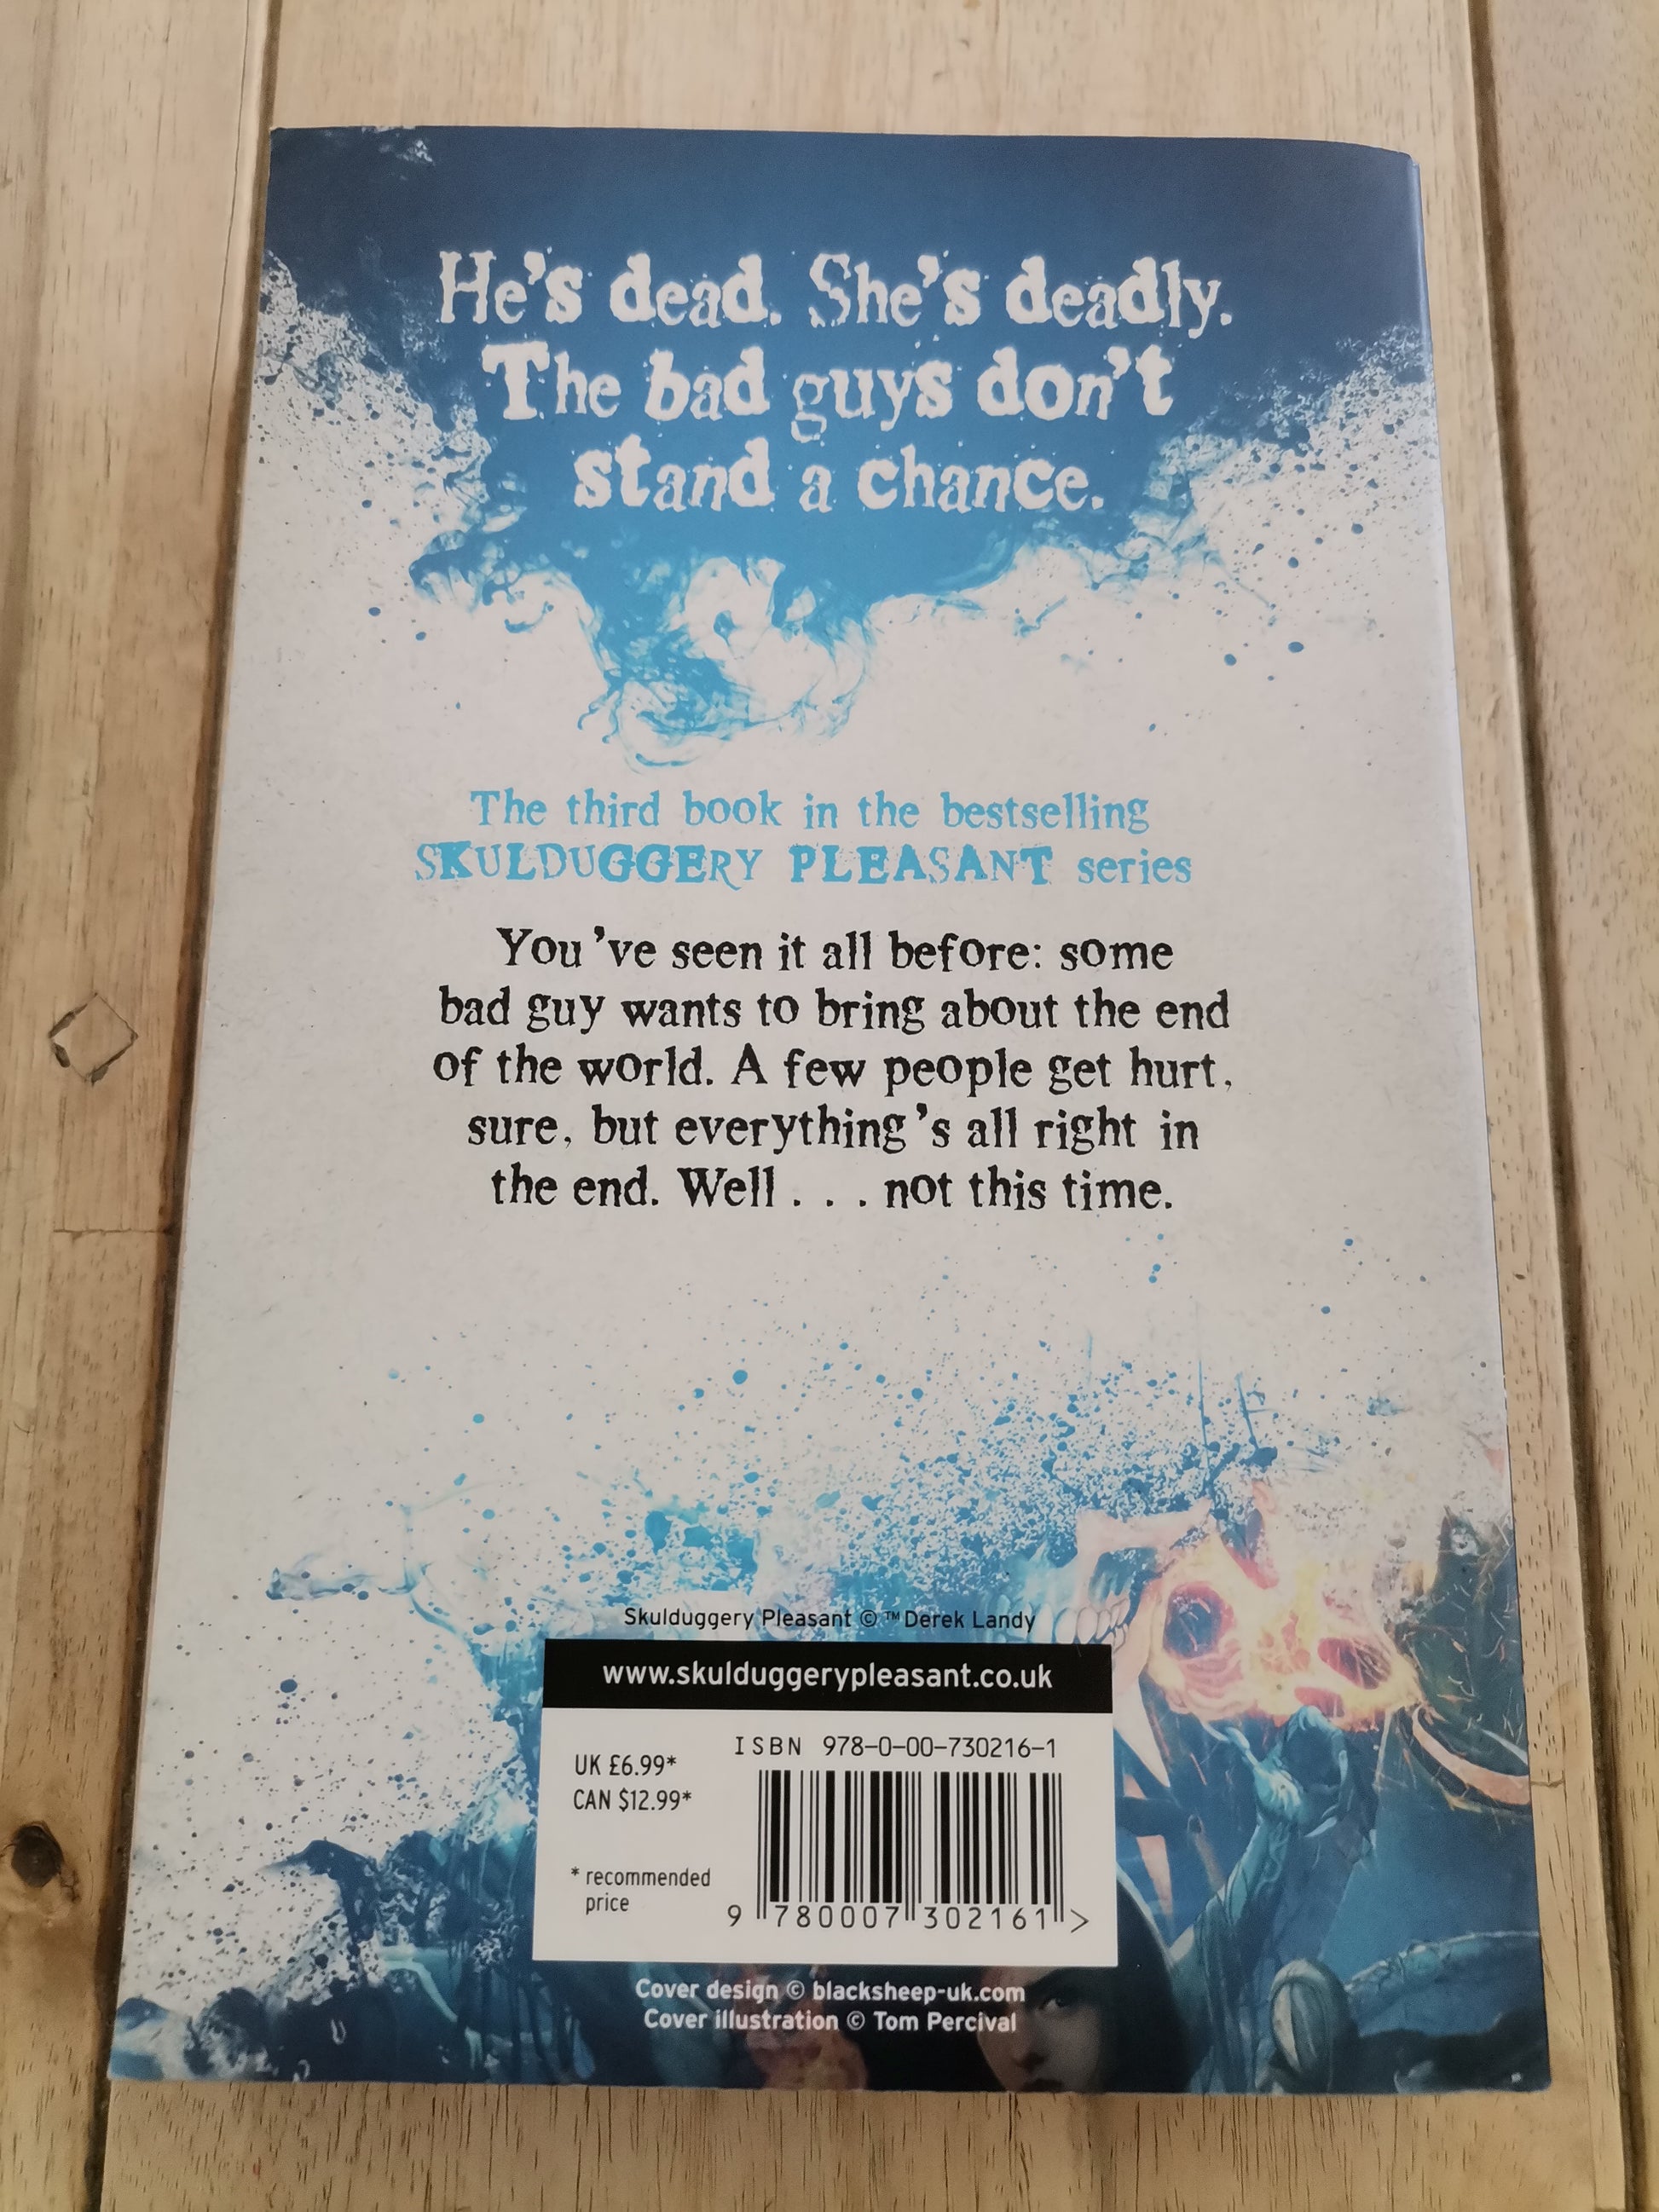 He's dead. She's deadly.
The bad guys don't
stand a chance.
The third book in the bestselling
SKULDUGGERY PLEASANT series
You've seen it all before: some
bad guy wants to bring about the end
of the world. A few people get hurt,
sure, but everything's all right in
the end. Well . . . not this time.
Skulduggery Pleasant © ™ Derek Landy
www.skulduggerypleasant.co.uk
ISBN 978-0-00-730216-1
UK £6.99*
CAN $12.99*
* recommended
price
9 780007 302161 >
Cover design © blacksheep-uk.com
Cover illustration © Tom Percival